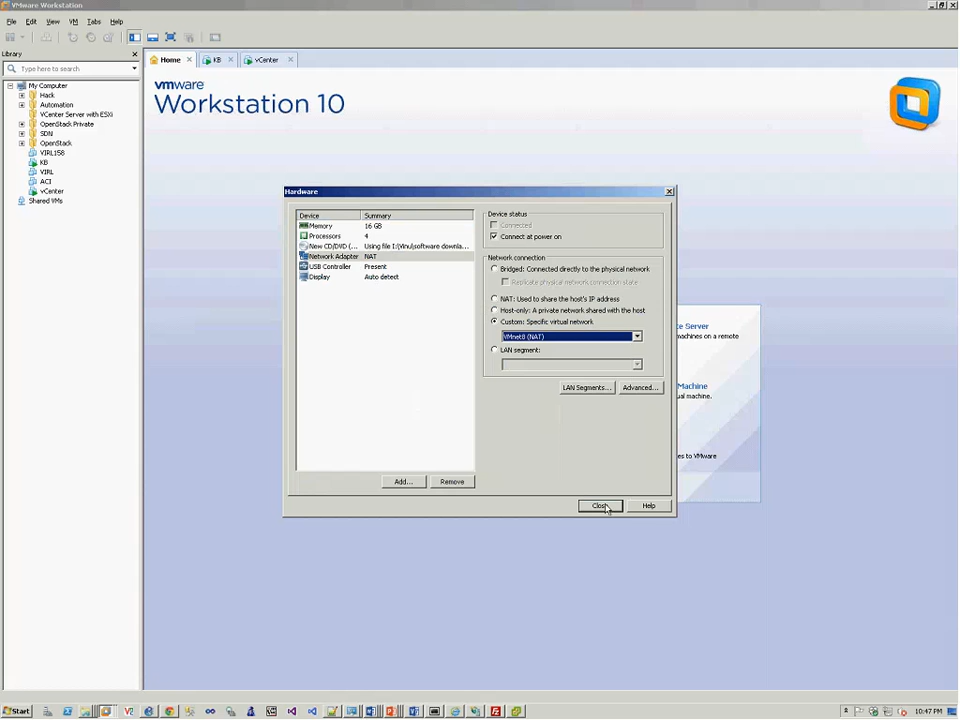 VMware Workstation
File Edit View VM Tabs Help
Library
Home
KB
vCenter
Type here to search
My Computer
Hack
Automation
VCenter Server with ESXi
OpenStack Private
SDN
OpenStack
VIRL158
KB
VIRL
ACI
vCenter
Shared VMs
vmware
Workstation 10
Hardware
Device Summary
Memory 16 GB
Processors 4
New CD/DVD (... Using file I:\Vinu\software downloa...
Network Adapter NAT
USB Controller Present
Display Auto detect
Add...
Remove
Device status
Connected
Connect at power on
Network connection
Bridged: Connected directly to the physical network
Replicate physical network connection state
NAT: Used to share the host's IP address
Host-only: A private network shared with the host
Custom: Specific virtual network
VMnet8 (NAT)
LAN segment:
LAN Segments...
Advanced...
Close
Help
te Server
machines on a remote
Machine
ual machine.
es to VMware
Start
10:47 PM